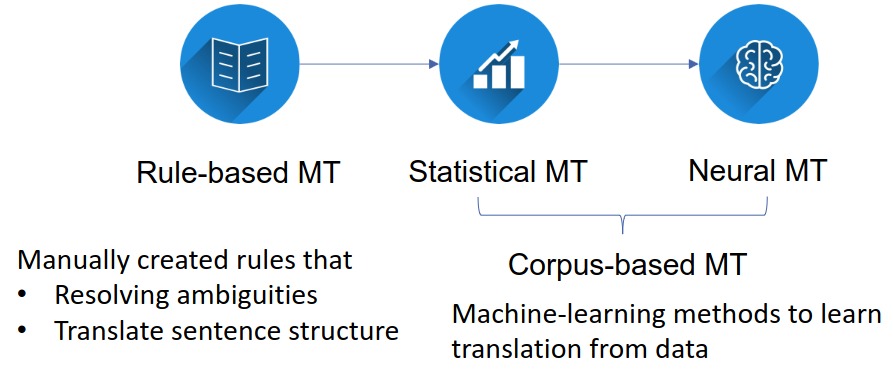 Rule-based MT
Statistical MT
Neural MT
Manually created rules that
• Resolving ambiguities
• Translate sentence structure
Corpus-based MT
Machine-learning methods to learn
translation from data